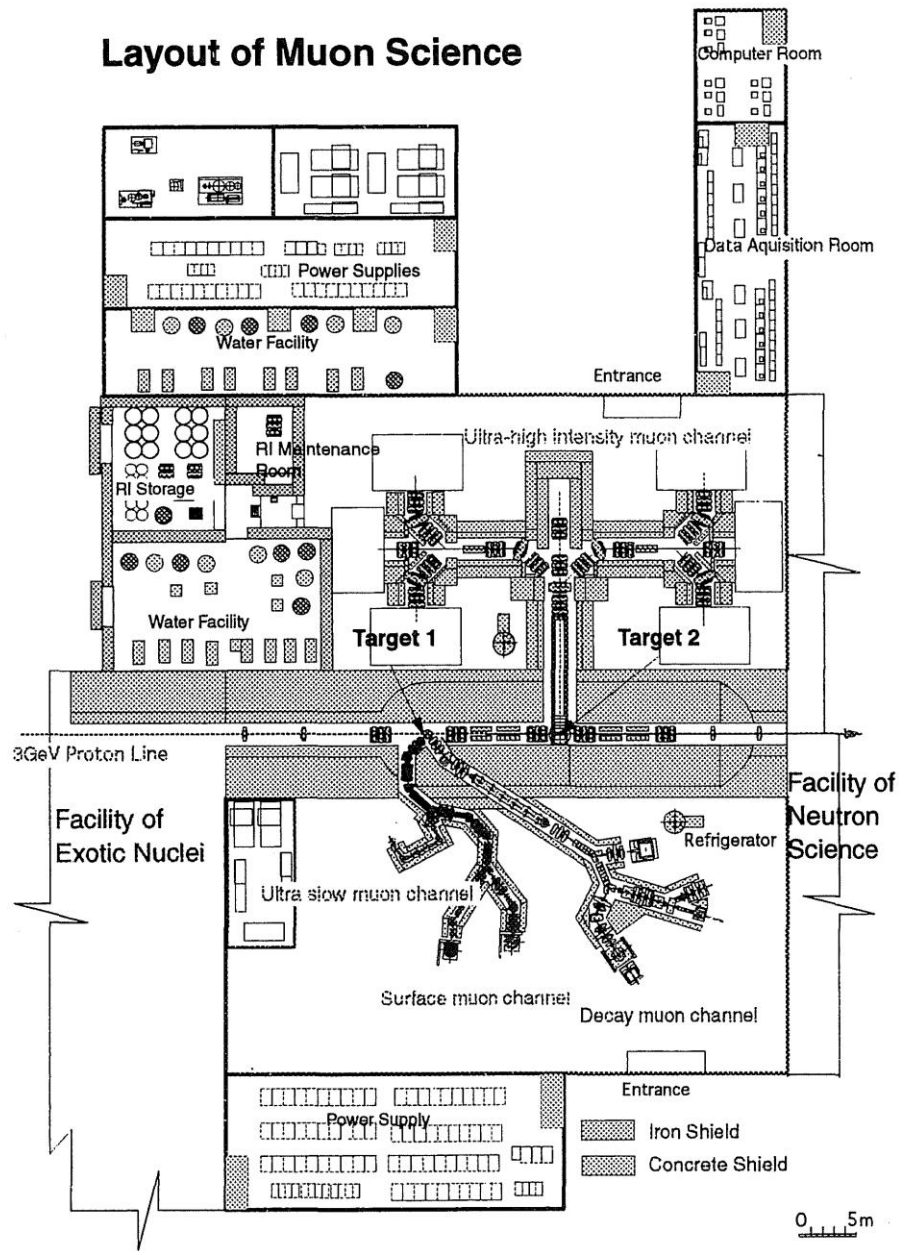 Layout of Muon Science
Computer Room
Data Aquisition Room
Power Supplies
Water Facility
Entrance
Ultra-high intensity muon channel
RI Maintenance
Room
RI Storage
Water Facility
Target 1
Target 2
3GeV Proton Line
Facility of
Exotic Nuclei
Facility of
Neutron
Science
Refrigerator
Ultra slow muon channel
Surface muon channel
Decay muon channel
Entrance
Power Supply
Iron Shield
Concrete Shield
0 5m